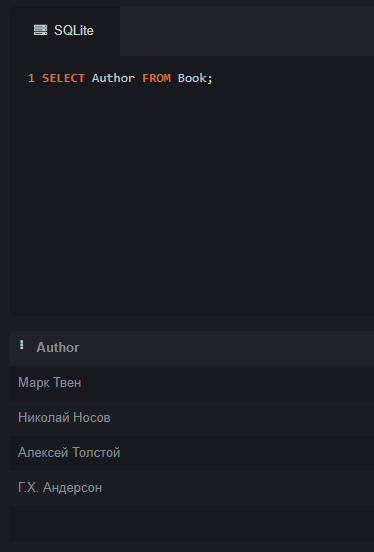 SQLite
1 SELECT Author FROM Book;
Author
Марк Твен
Николай Носов
Алексей Толстой
Г.Х. Андерсон